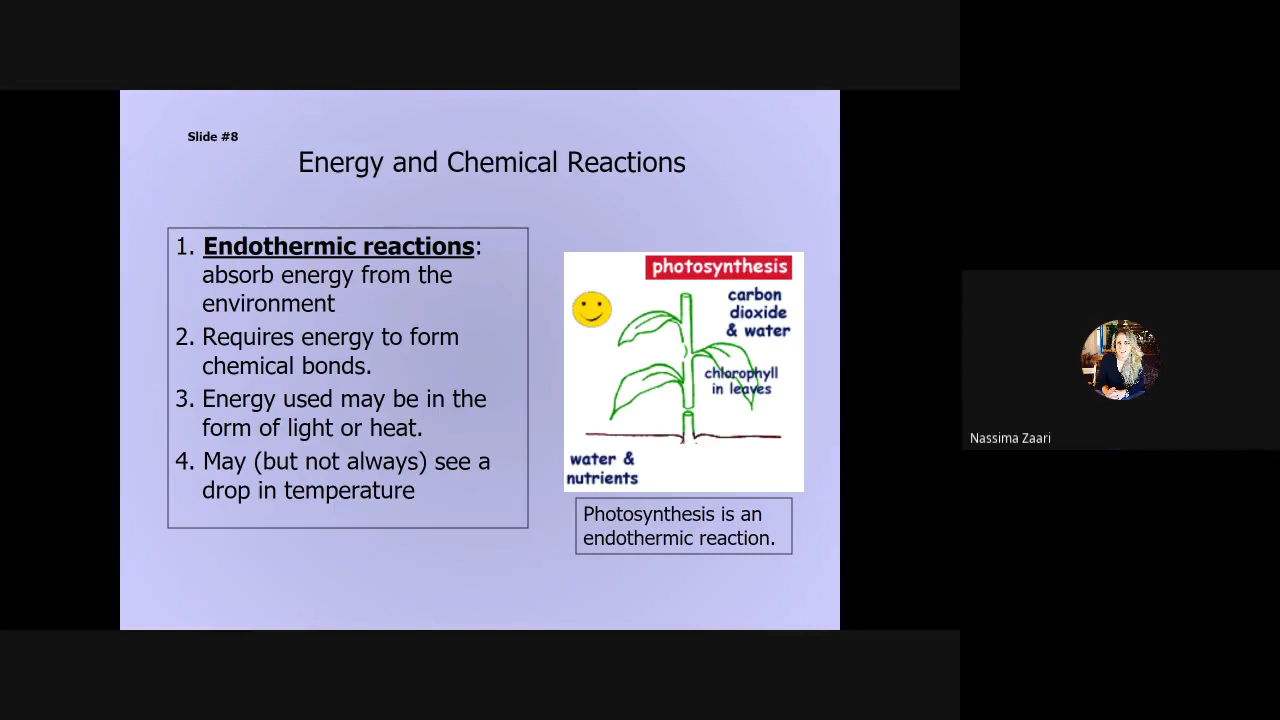 Slide #8
Energy and Chemical Reactions
1. Endothermic reactions:
absorb energy from the
environment
2. Requires energy to form
chemical bonds.
3. Energy used may be in the
form of light or heat.
4. May (but not always) see a
drop in temperature
photosynthesis
carbon
dioxide
& water
chlorophyll
in leaves
water &
nutrients
Photosynthesis is an
endothermic reaction.
Nassima Zaari